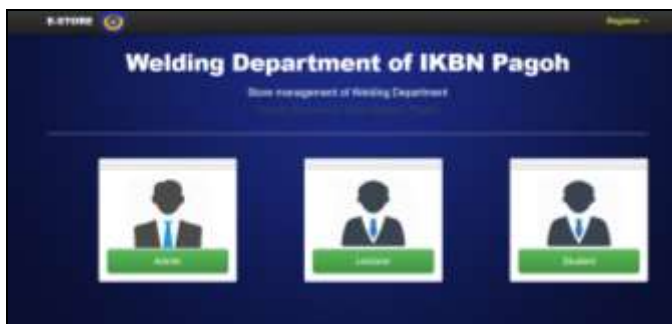 E-STORE
Register
Welding Department of IKBN Pagoh
Store management of Welding Department
Admin
Lecturer
Student